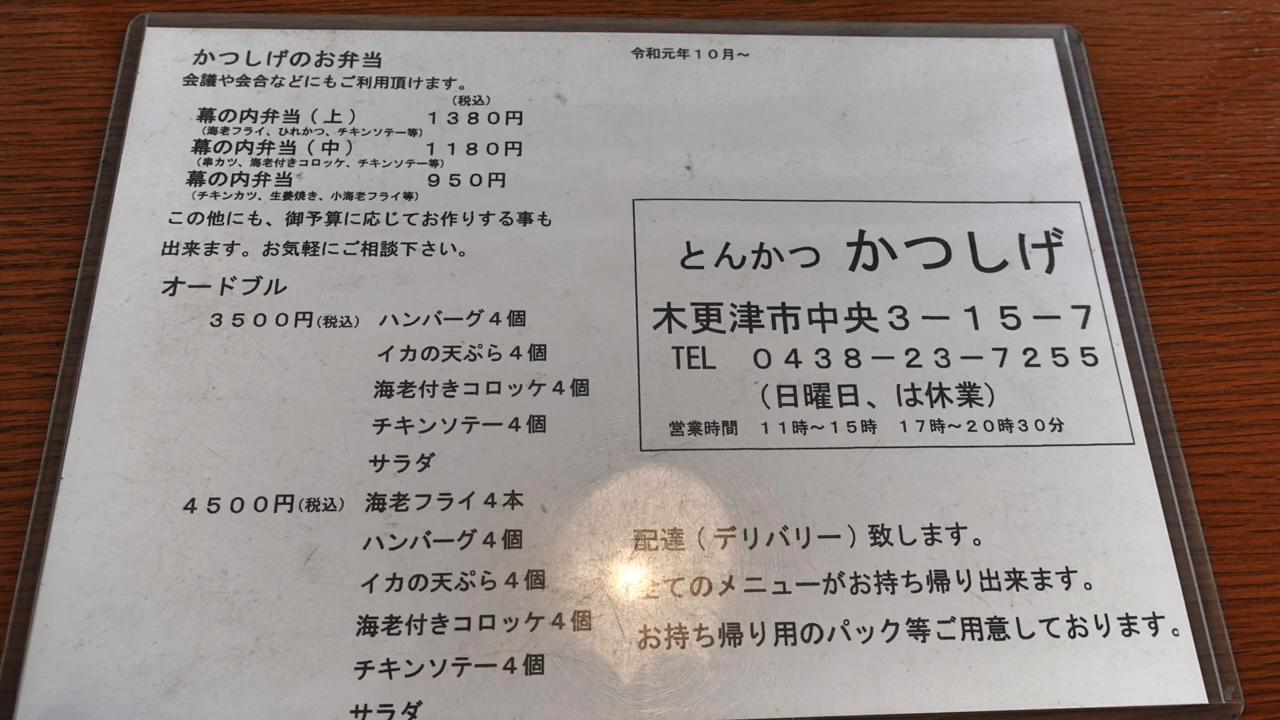 かつしげのお弁当
会議や会合などにもご利用頂けます。
(税込)
幕の内弁当(上) 1380円
(海老フライ、ひれかつ、チキンソテー等)
幕の内弁当(中) 1180円
(串カツ、海老付きコロッケ、チキンソテー等)
幕の内弁当 950円
(チキンカツ、生姜焼き、小海老フライ等)
この他にも、御予算に応じてお作りする事も
出来ます。お気軽にご相談下さい。
オードブル
3500円(税込) ハンバーグ4個
イカの天ぷら4個
海老付きコロッケ4個
チキンソテー4個
サラダ
4500円(税込) 海老フライ4本
ハンバーグ4個
イカの天ぷら4個
海老付きコロッケ4個
チキンソテー4個
サラダ
令和元年10月～
とんかつ かつしげ
木更津市中央3－15－7
TEL 0438－23－7255
(日曜日、は休業)
営業時間 11時～15時 17時～20時30分
配達(デリバリー)致します。
全てのメニューがお持ち帰り出来ます。
お持ち帰り用のパック等ご用意しております。